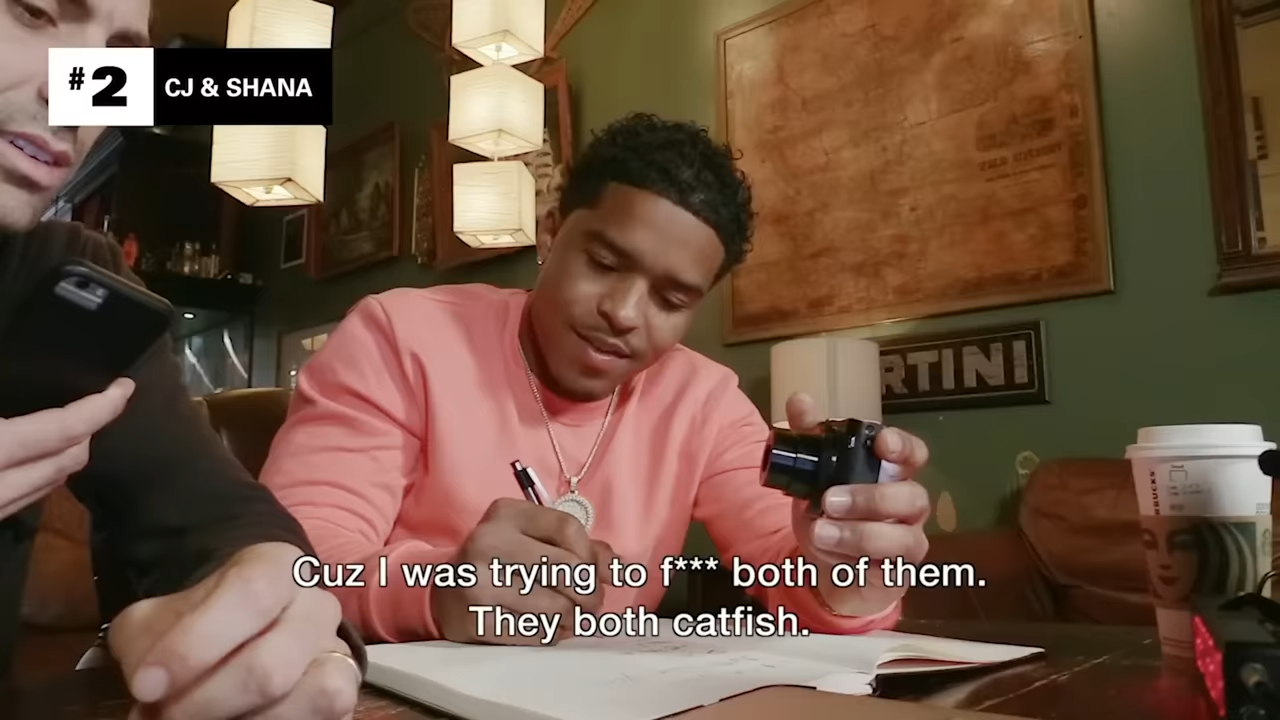 #2 CJ & SHANA
RTINI
Cuz I was trying to f*** both of them.
They both catfish.